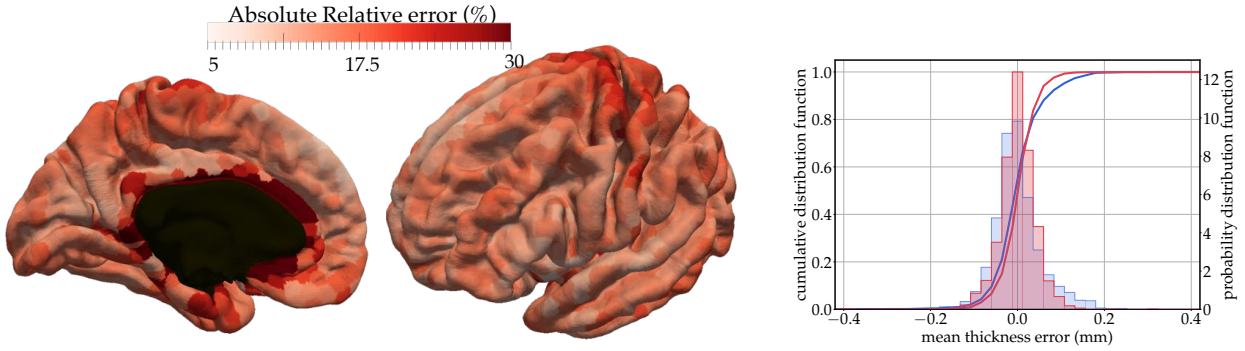 Absolute Relative error (%)
5 17.5 30
cumulative distribution function
1.0
0.8
0.6
0.4
0.2
0.0
−0.4 −0.2 0.0 0.2 0.4
mean thickness error (mm)
12
10
8
6
4
2
0
probability distribution function